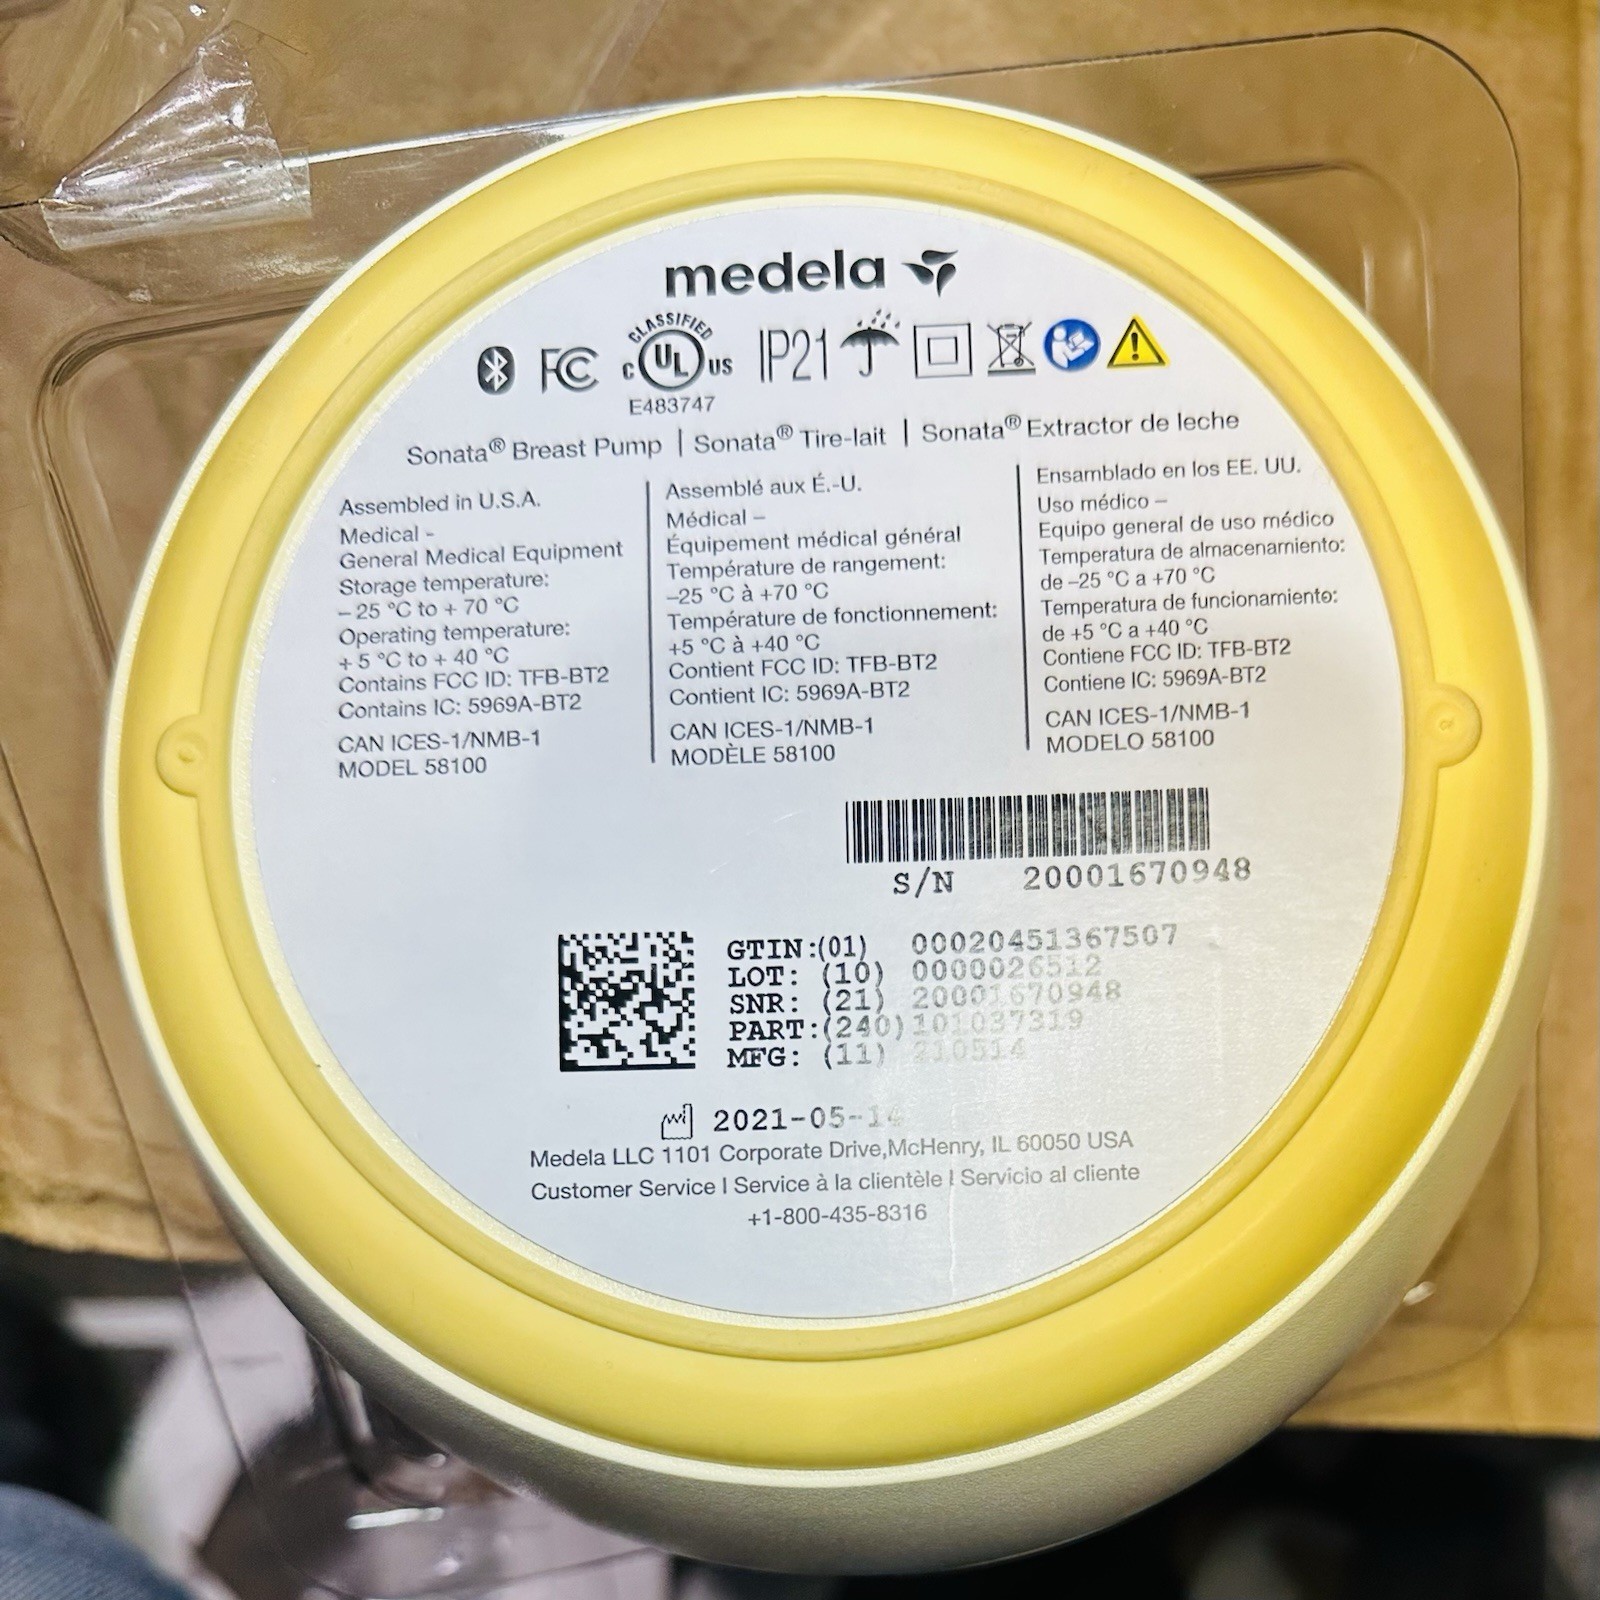 medela
CLASSIFIED
FC C UL US IP21
E483747
Sonata® Breast Pump | Sonata® Tire-lait | Sonata® Extractor de leche
Assembled in U.S.A.
Medical -
General Medical Equipment
Storage temperature:
– 25 °C to + 70 °C
Operating temperature:
+ 5 °C to + 40 °C
Contains FCC ID: TFB-BT2
Contains IC: 5969A-BT2
CAN ICES-1/NMB-1
MODEL 58100
Assemblé aux É.-U.
Médical –
Équipement médical général
Température de rangement:
–25 °C à +70 °C
Température de fonctionnement:
+5 °C à +40 °C
Contient FCC ID: TFB-BT2
Contient IC: 5969A-BT2
CAN ICES-1/NMB-1
MODÈLE 58100
Ensamblado en los EE. UU.
Uso médico –
Equipo general de uso médico
Temperatura de almacenamiento:
de –25 °C a +70 °C
Temperatura de funcionamiento:
de +5 °C a +40 °C
Contiene FCC ID: TFB-BT2
Contiene IC: 5969A-BT2
CAN ICES-1/NMB-1
MODELO 58100
S/N 20001670948
GTIN:(01) 00020451367507
LOT: (10) 0000026512
SNR: (21) 20001670948
PART:(240)101037319
MFG: (11) 210514
2021-05-14
Medela LLC 1101 Corporate Drive,McHenry, IL 60050 USA
Customer Service I Service à la clientèle I Servicio al cliente
+1-800-435-8316